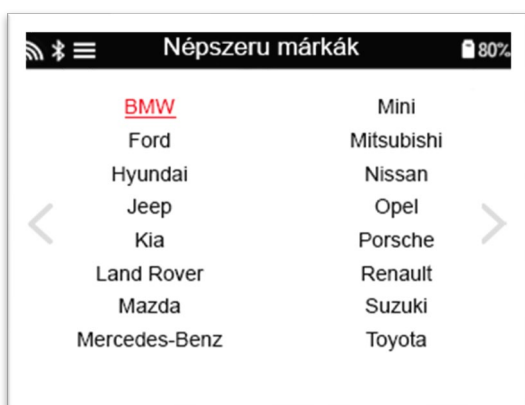 Népszeru márkák
80%
BMW
Ford
Hyundai
Jeep
Kia
Land Rover
Mazda
Mercedes-Benz
Mini
Mitsubishi
Nissan
Opel
Porsche
Renault
Suzuki
Toyota